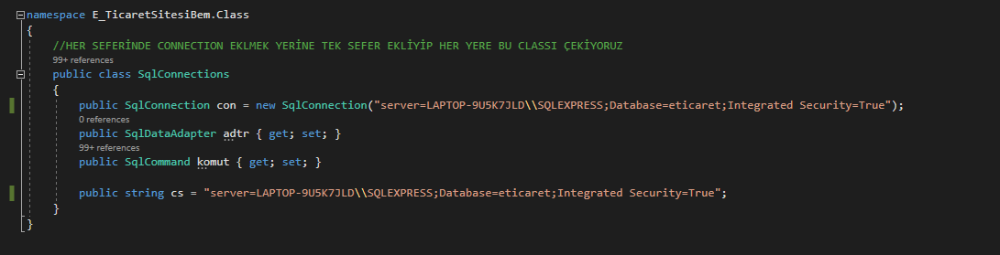 namespace E_TicaretSitesiBem.Class
{
//HER SEFERİNDE CONNECTION EKLMEK YERİNE TEK SEFER EKLİYİP HER YERE BU CLASSI ÇEKİYORUZ
99+ references
public class SqlConnections
{
public SqlConnection con = new SqlConnection("server=LAPTOP-9U5K7JLD\\SQLEXPRESS;Database=eticaret;Integrated Security=True");
0 references
public SqlDataAdapter adtr { get; set; }
99+ references
public SqlCommand komut { get; set; }
public string cs = "server=LAPTOP-9U5K7JLD\\SQLEXPRESS;Database=eticaret;Integrated Security=True";
}
}